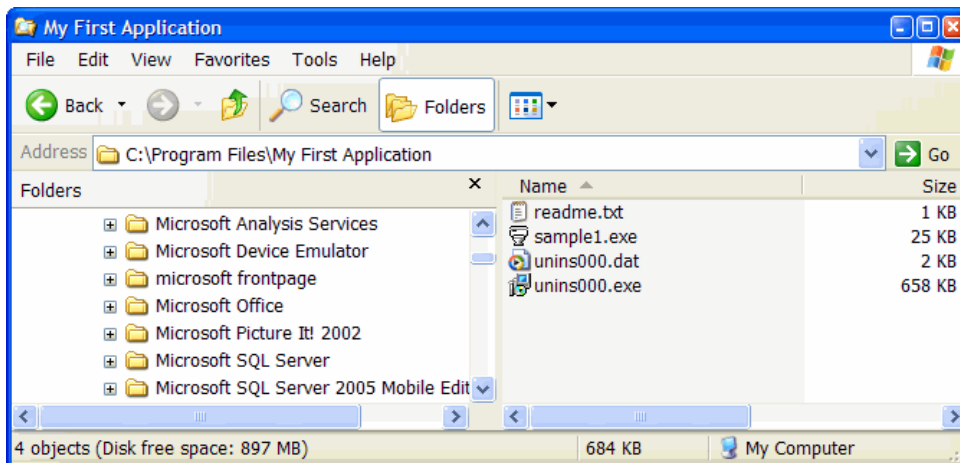 My First Application
File Edit View Favorites Tools Help
Back Search Folders
Address C:\Program Files\My First Application Go
Folders
Microsoft Analysis Services
Microsoft Device Emulator
microsoft frontpage
Microsoft Office
Microsoft Picture It! 2002
Microsoft SQL Server
Microsoft SQL Server 2005 Mobile Edit
Name Size
readme.txt 1 KB
sample1.exe 25 KB
unins000.dat 2 KB
unins000.exe 658 KB
4 objects (Disk free space: 897 MB) 684 KB My Computer